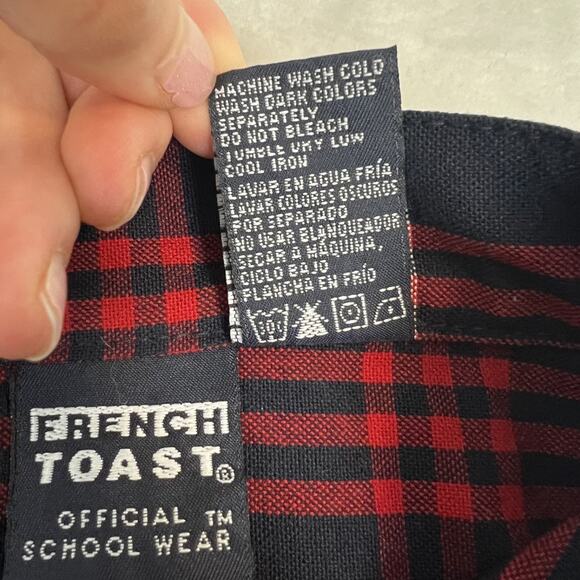 MACHINE WASH COLD
WASH DARK COLORS
SEPARATELY
DO NOT BLEACH
TUMBLE DRY LOW
COOL IRON
LAVAR EN AGUA FRÍA
LAVAR COLORES OSCUROS
POR SEPARADO
NO USAR BLANQUEADOR
SECAR A MÁQUINA,
CICLO BAJO
PLANCHA EN FRÍO
FRENCH
TOAST®
OFFICIAL TM
SCHOOL WEAR